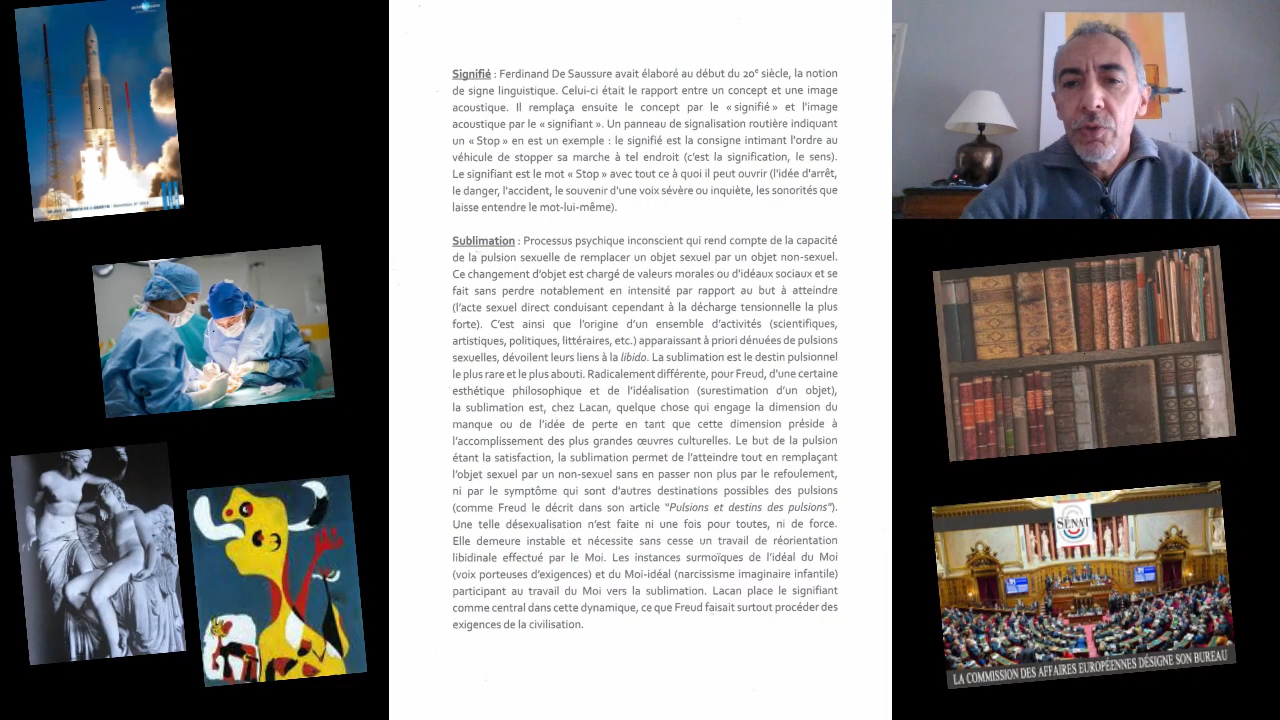 Signifié : Ferdinand De Saussure avait élaboré au début du 20e siècle, la notion
de signe linguistique. Celui-ci était le rapport entre un concept et une image
acoustique. Il remplaça ensuite le concept par le « signifié » et l'image
acoustique par le « signifiant ». Un panneau de signalisation routière indiquant
un « Stop » en est un exemple : le signifié est la consigne intimant l'ordre au
véhicule de stopper sa marche à tel endroit (c'est la signification, le sens).
Le signifiant est le mot « Stop » avec tout ce à quoi il peut ouvrir (l'idée d'arrêt,
le danger, l'accident, le souvenir d'une voix sévère ou inquiète, les sonorités que
laisse entendre le mot-lui-même).
Sublimation : Processus psychique inconscient qui rend compte de la capacité
de la pulsion sexuelle de remplacer un objet sexuel par un objet non-sexuel.
Ce changement d'objet est chargé de valeurs morales ou d'idéaux sociaux et se
fait sans perdre notablement en intensité par rapport au but à atteindre
(l'acte sexuel direct conduisant cependant à la décharge tensionnelle la plus
forte). C'est ainsi que l'origine d'un ensemble d'activités (scientifiques,
artistiques, politiques, littéraires, etc.) apparaissant à priori dénuées de pulsions
sexuelles, dévoilent leurs liens à la libido. La sublimation est le destin pulsionnel
le plus rare et le plus abouti. Radicalement différente, pour Freud, d'une certaine
esthétique philosophique et de l'idéalisation (surestimation d'un objet),
la sublimation est, chez Lacan, quelque chose qui engage la dimension du
manque ou de l'idée de perte en tant que cette dimension préside à
l'accomplissement des plus grandes œuvres culturelles. Le but de la pulsion
étant la satisfaction, la sublimation permet de l'atteindre tout en remplaçant
l'objet sexuel par un non-sexuel sans en passer non plus par le refoulement,
ni par le symptôme qui sont d'autres destinations possibles des pulsions
(comme Freud le décrit dans son article "Pulsions et destins des pulsions").
Une telle désexualisation n'est faite ni une fois pour toutes, ni de force.
Elle demeure instable et nécessite sans cesse un travail de réorientation
libidinale effectué par le Moi. Les instances surmoïques de l'idéal du Moi
(voix porteuses d'exigences) et du Moi-idéal (narcissisme imaginaire infantile)
participent au travail du Moi vers la sublimation. Lacan place le signifiant
comme central dans cette dynamique, ce que Freud faisait surtout procéder des
exigences de la civilisation.
SÉNAT
LA COMMISSION DES AFFAIRES EUROPÉENNES DÉSIGNE SON BUREAU